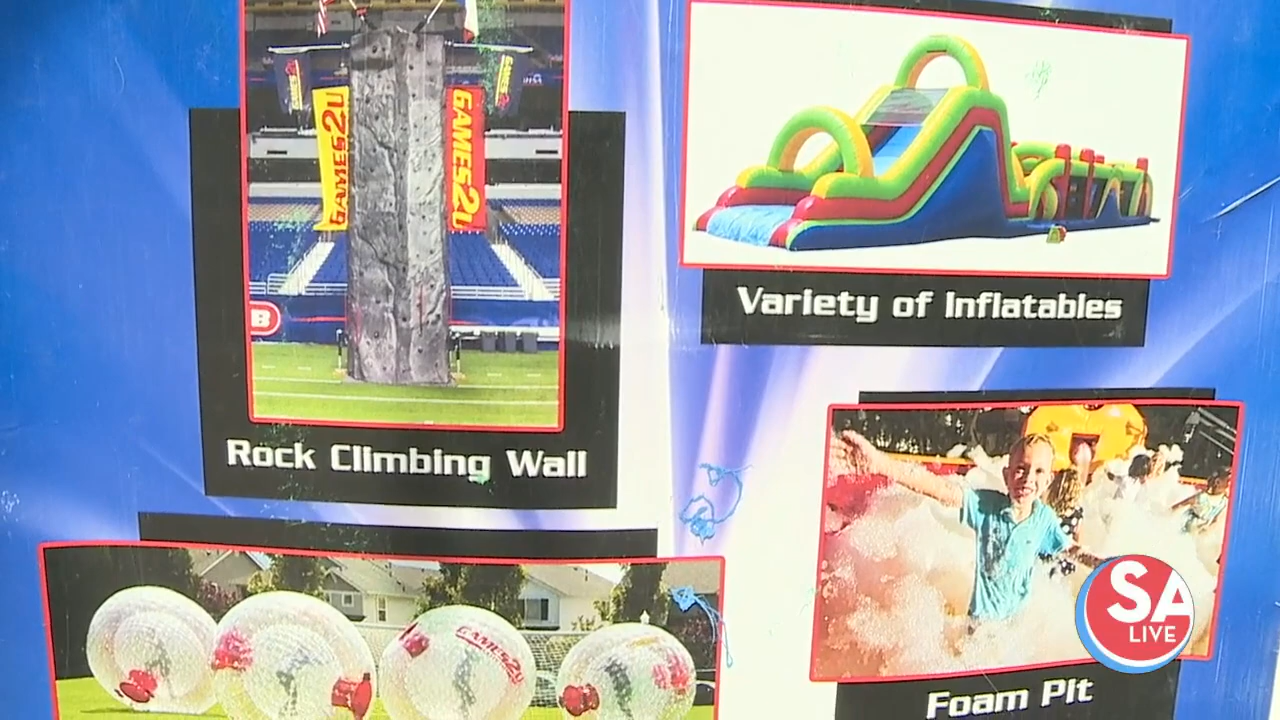 GAMES2U
GAMES2U
B
Variety of Inflatables
Rock Climbing Wall
GAMES2U
SA
LIVE
Foam Pit